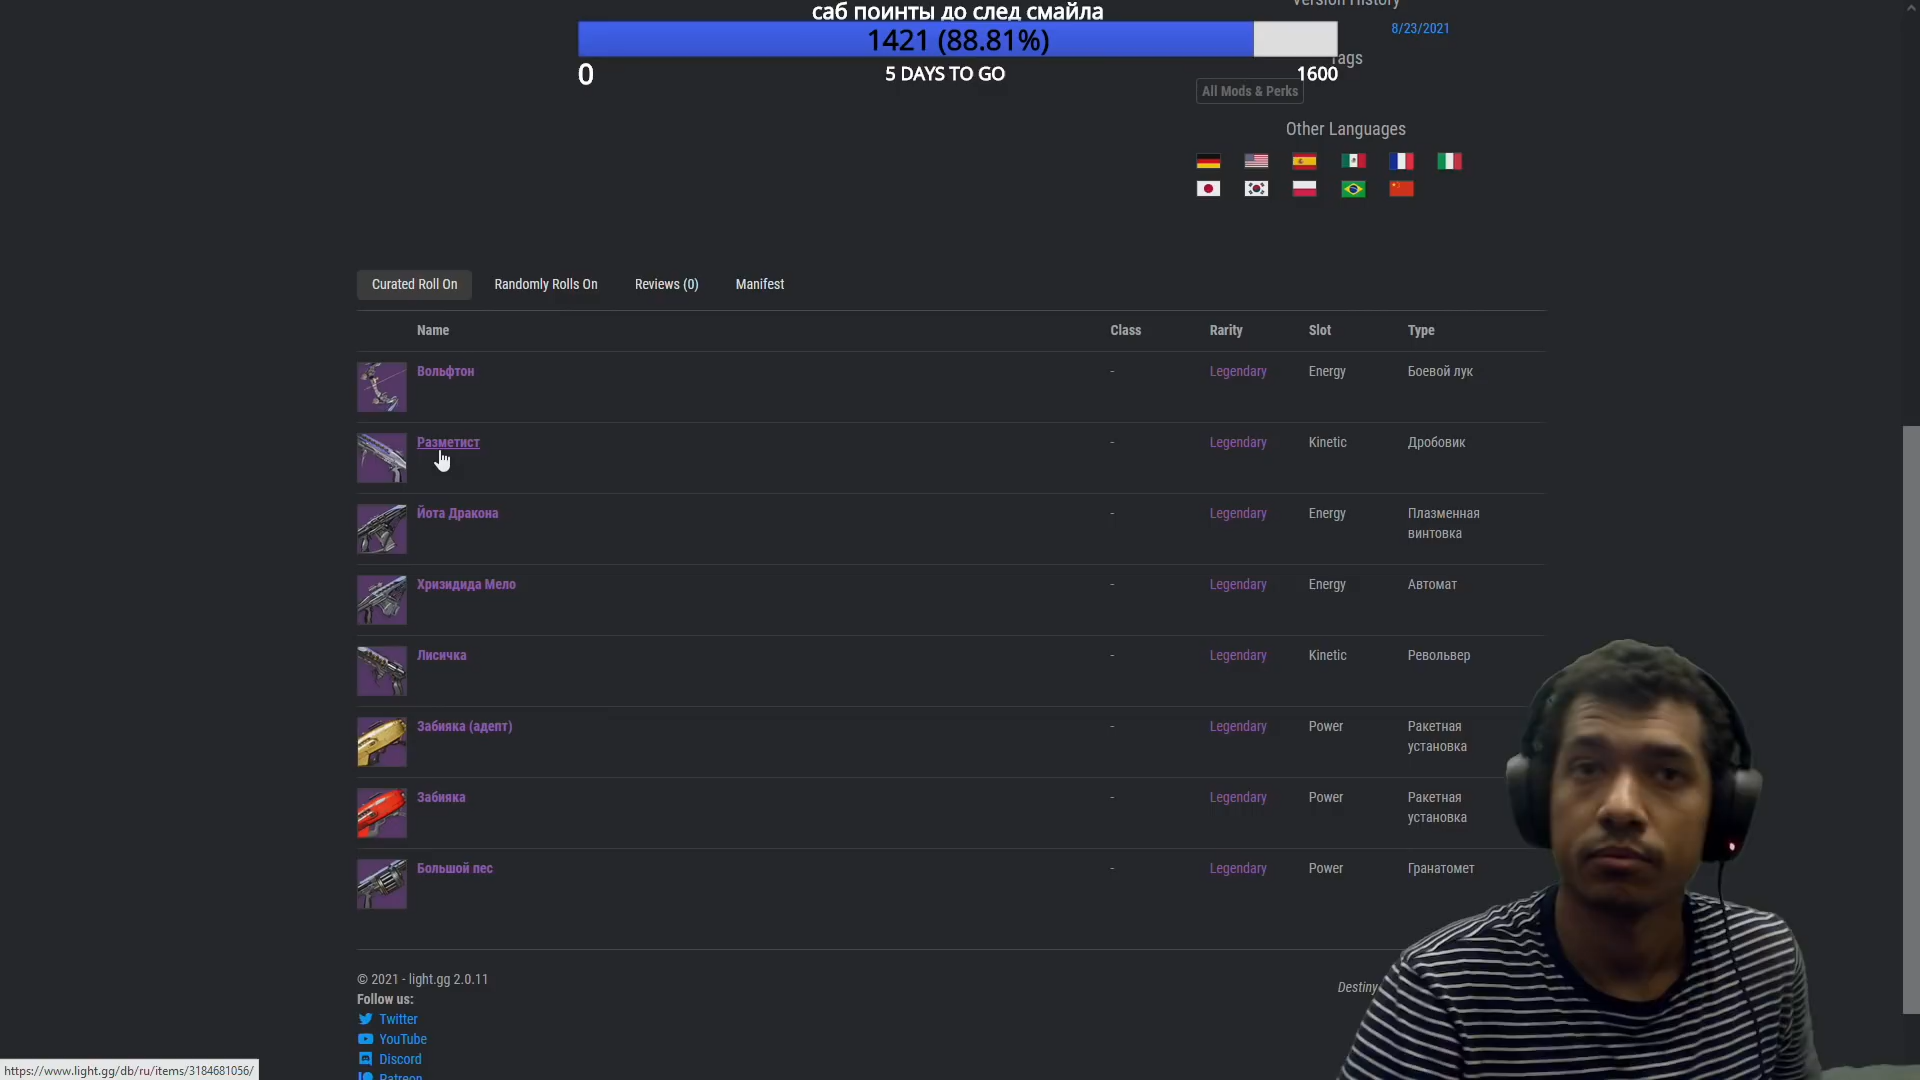 Version History
саб поинты до след смайла
8/23/2021
1421 (88.81%)
Tags
0
5 DAYS TO GO
1600
All Mods & Perks
Other Languages
Curated Roll On
Randomly Rolls On
Reviews (0)
Manifest
Name
Class
Rarity
Slot
Type
Вольфтон
-
Legendary
Energy
Боевой лук
Разметист
-
Legendary
Kinetic
Дробовик
Йота Дракона
-
Legendary
Energy
Плазменная
винтовка
Хризидида Мело
-
Legendary
Energy
Автомат
Лисичка
-
Legendary
Kinetic
Револьвер
Забияка (адепт)
-
Legendary
Power
Ракетная
установка
Забияка
-
Legendary
Power
Ракетная
установка
Большой пес
-
Legendary
Power
Гранатомет
© 2021 - light.gg 2.0.11
Destiny
Follow us:
Twitter
YouTube
Discord
Patreon
https://www.light.gg/db/ru/items/3184681056/